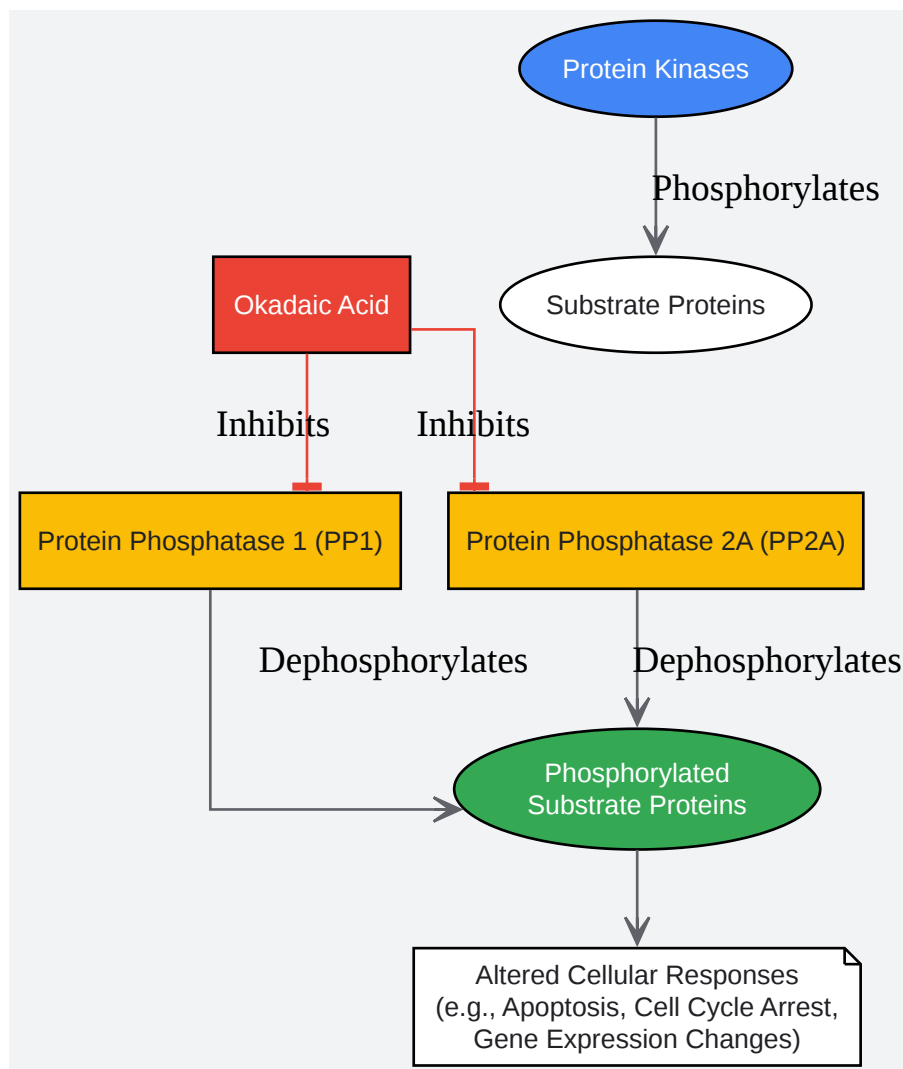 Protein Kinases
Phosphorylates
Okadaic Acid
Substrate Proteins
Inhibits
Inhibits
Protein Phosphatase 1 (PP1)
Protein Phosphatase 2A (PP2A)
Dephosphorylates
Dephosphorylates
Phosphorylated
Substrate Proteins
Altered Cellular Responses
(e.g., Apoptosis, Cell Cycle Arrest,
Gene Expression Changes)